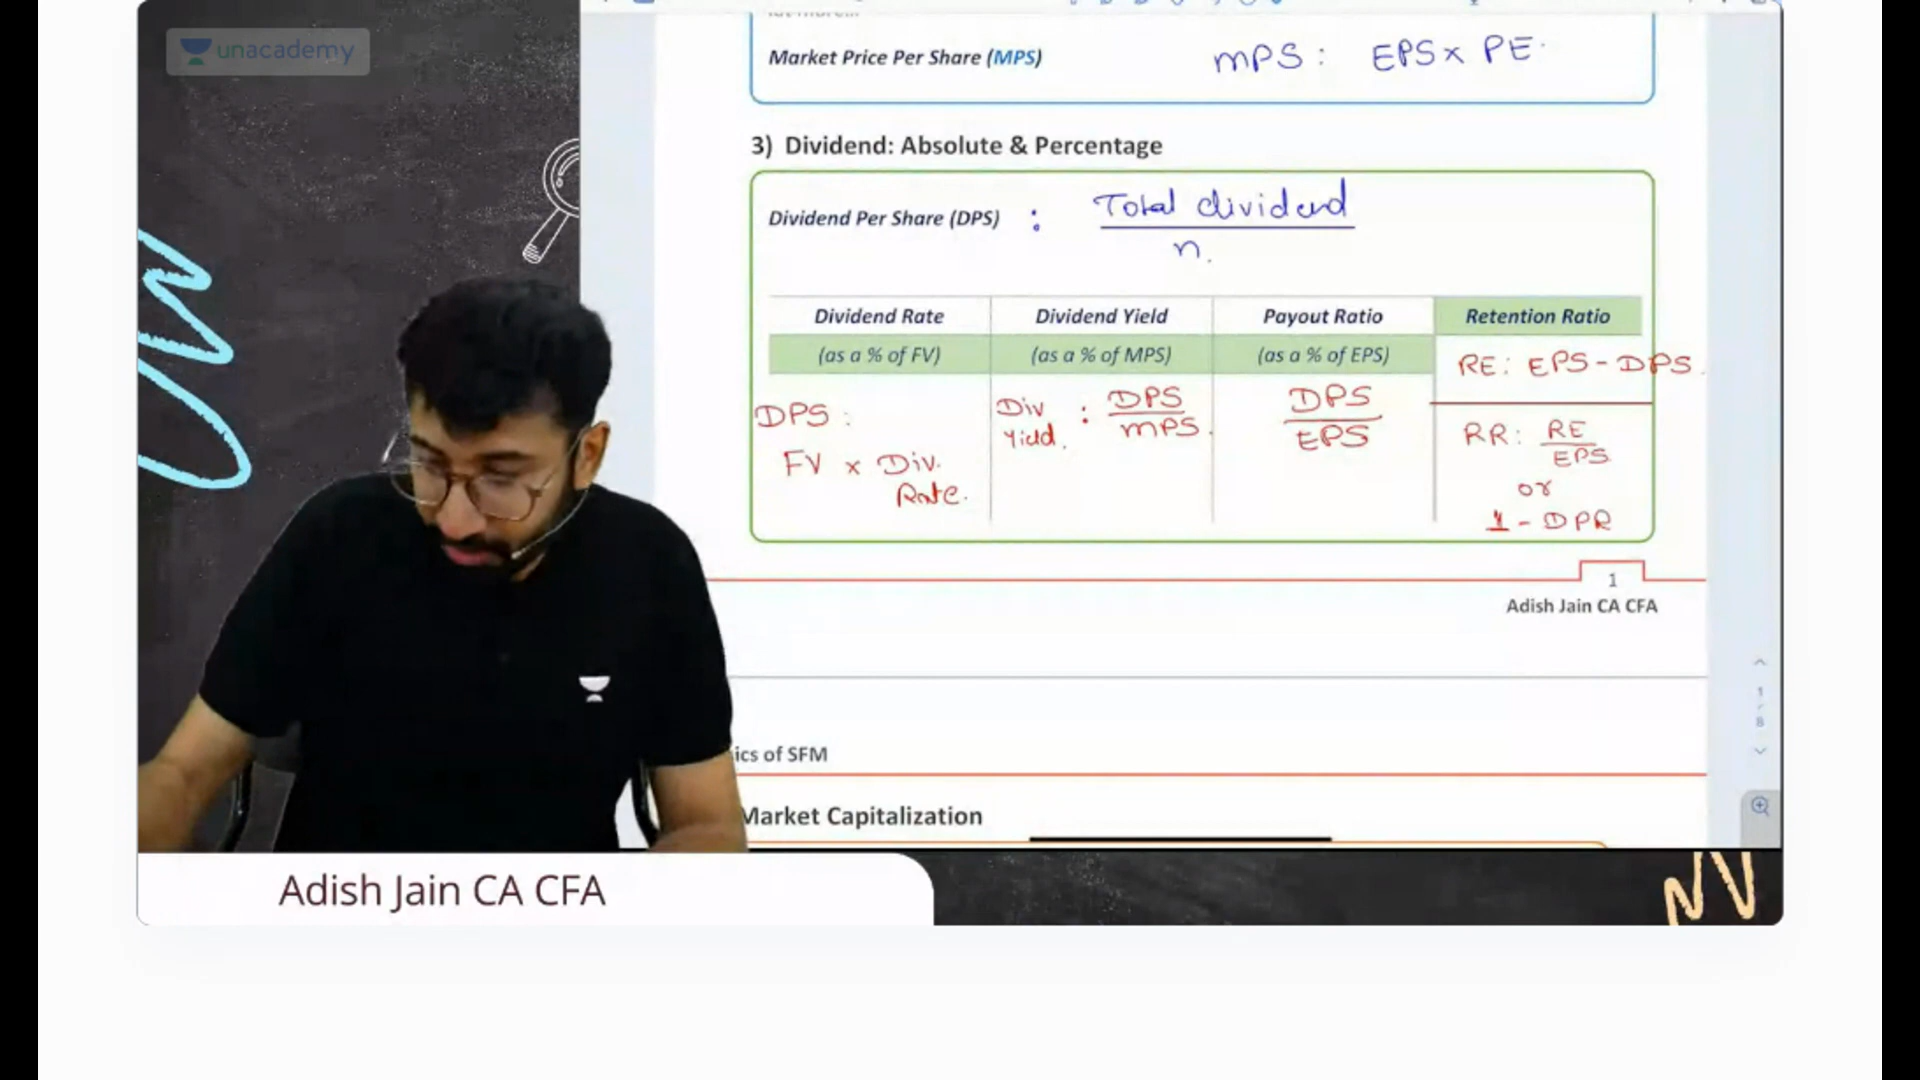 unacademy
Market Price Per Share (MPS) MPS : EPS x PE
3) Dividend: Absolute & Percentage
Dividend Per Share (DPS) : Total dividend
n.
Dividend Rate Dividend Yield Payout Ratio Retention Ratio
(as a % of FV) (as a % of MPS) (as a % of EPS)
RE: EPS - DPS.
DPS :
FV x Div.
Rate.
Div
Yield. : DPS
MPS.
DPS
EPS
RR: RE
EPS
or
1 - DPR
1
Adish Jain CA CFA
ics of SFM
Market Capitalization
1
8
Adish Jain CA CFA